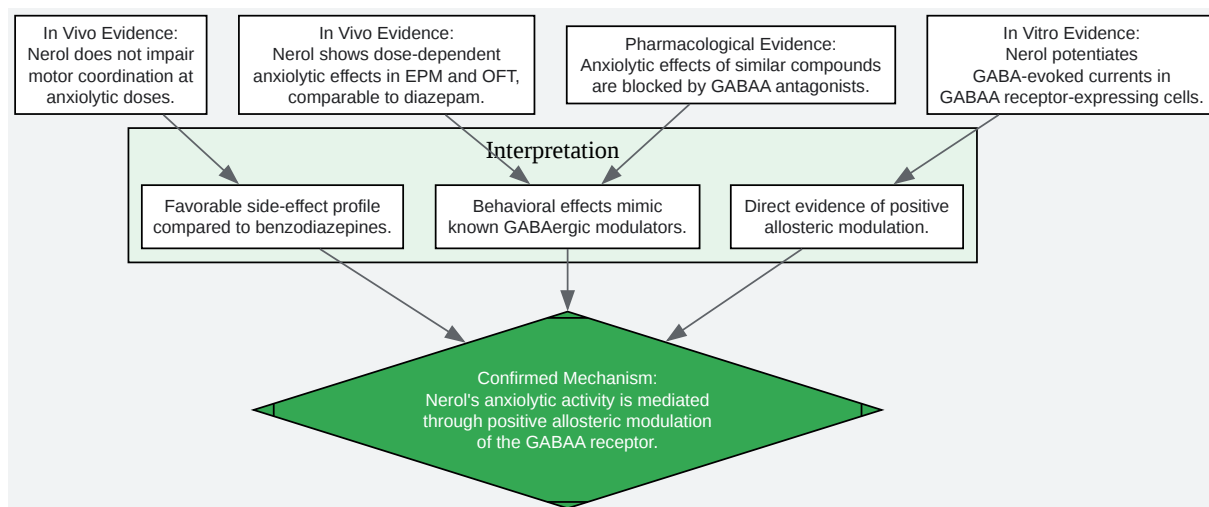 In Vivo Evidence:
Nerol does not impair
motor coordination at
anxiolytic doses.
In Vivo Evidence:
Nerol shows dose-dependent
anxiolytic effects in EPM and OFT,
comparable to diazepam.
Pharmacological Evidence:
Anxiolytic effects of similar compounds
are blocked by GABAA antagonists.
In Vitro Evidence:
Nerol potentiates
GABA-evoked currents in
GABAA receptor-expressing cells.
Interpretation
Favorable side-effect profile
compared to benzodiazepines.
Behavioral effects mimic
known GABAergic modulators.
Direct evidence of positive
allosteric modulation.
Confirmed Mechanism:
Nerol's anxiolytic activity is mediated
through positive allosteric modulation
of the GABAA receptor.